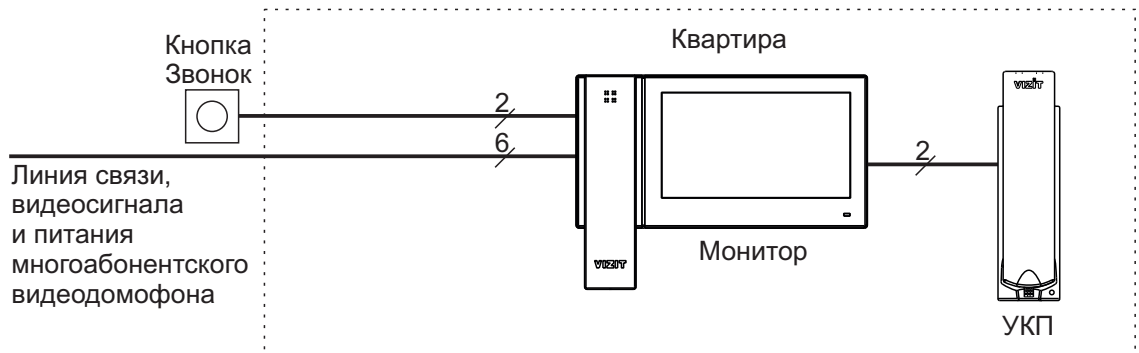 Квартира
Кнопка
Звонок
2
6
Линия связи,
видеосигнала
и питания
многоабонентского
видеодомофона
VIZIT
Монитор
2
VIZIT
УКП